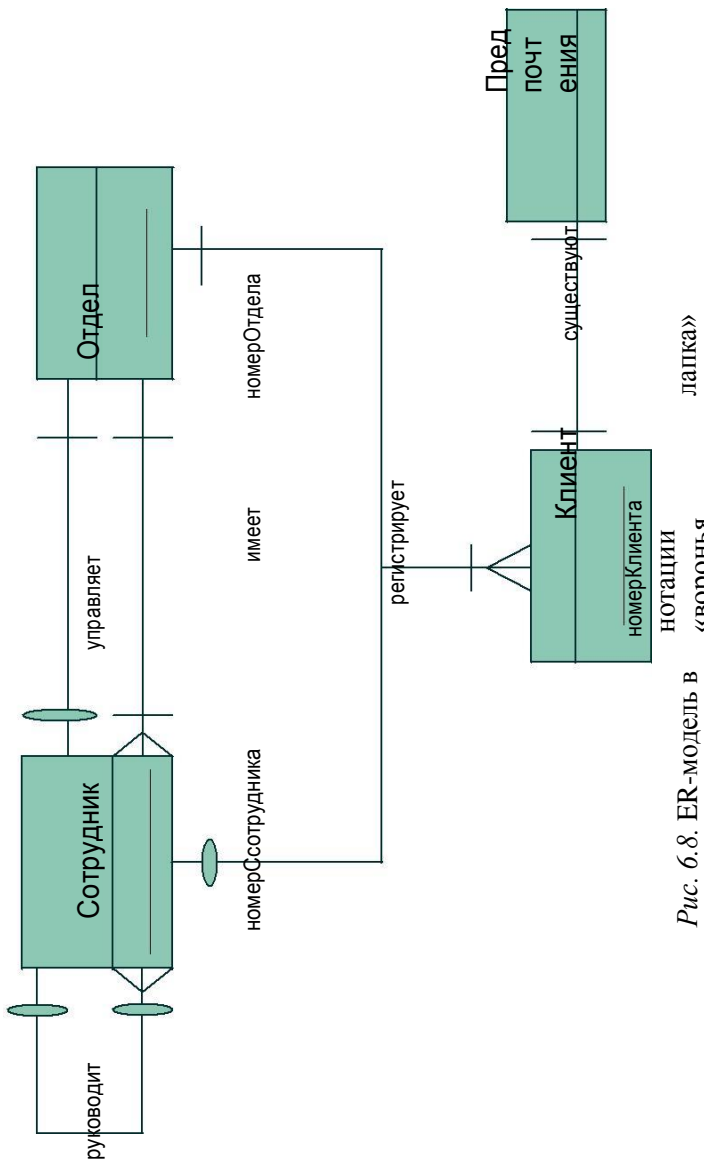 руководит
Сотрудник
управляет
Отдел
номерСсотрудника
имеет
номерОтдела
регистрирует
Клиент
номерКлиента
существуют
Пред
почт
ения
Рис. 6.8. ER-модель в
нотации
«воронья
лапка»